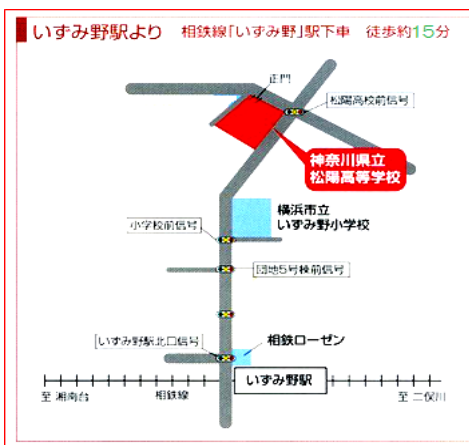 いずみ野駅より 相鉄線「いずみ野」駅下車 徒歩約15分
正門
松陽高校前信号
神奈川県立
松陽高等学校
横浜市立
いずみ野小学校
小学校前信号
団地5号棟前信号
いずみ野駅北口信号
相鉄ローゼン
いずみ野駅
至 湘南台
相鉄線
至 二俣川